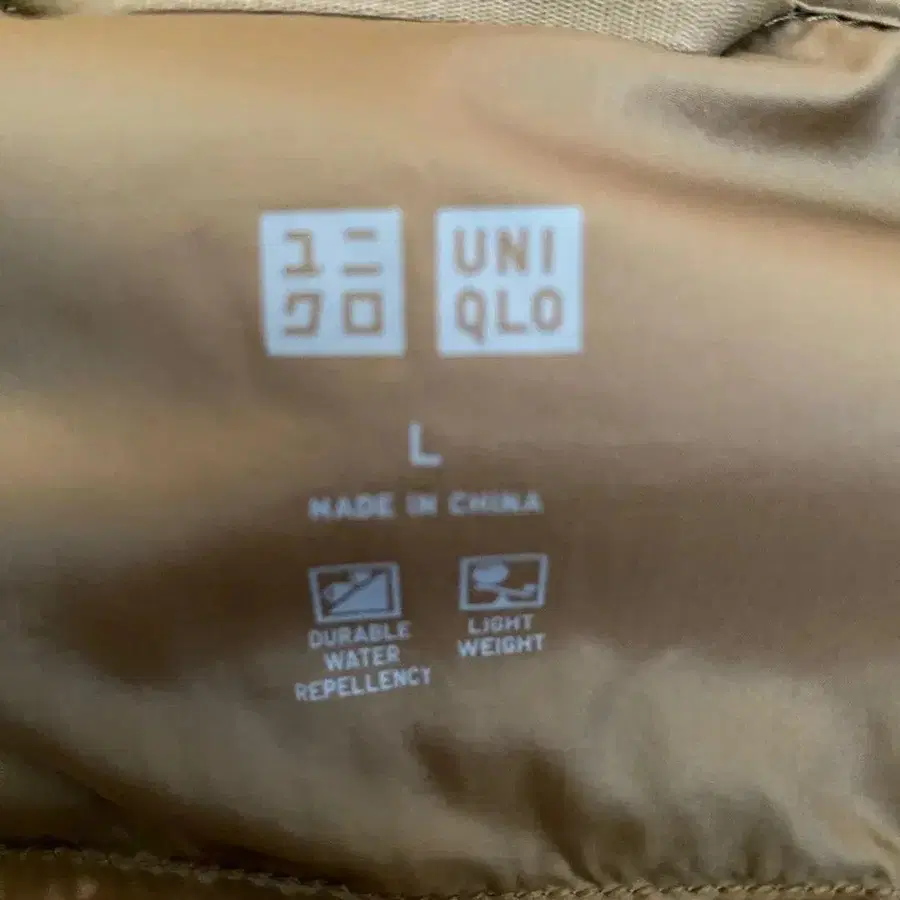 ユニ
クロ
UNI
QLO
L
MADE IN CHINA
DURABLE
WATER
REPELLENCY
LIGHT
WEIGHT